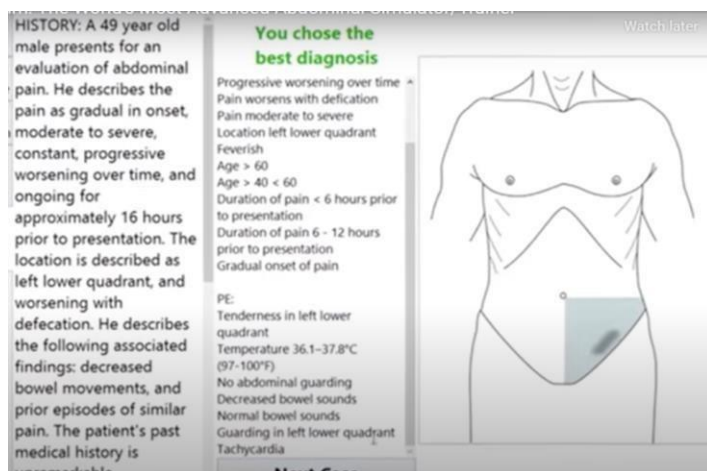 The World's Most Advanced Abdominal Simulator/Trainer
Watch later
HISTORY: A 49 year old
male presents for an
evaluation of abdominal
pain. He describes the
pain as gradual in onset,
moderate to severe,
constant, progressive
worsening over time, and
ongoing for
approximately 16 hours
prior to presentation. The
location is described as
left lower quadrant, and
worsening with
defecation. He describes
the following associated
findings: decreased
bowel movements, and
prior episodes of similar
pain. The patient's past
medical history is
You chose the
best diagnosis
Progressive worsening over time
Pain worsens with defication
Pain moderate to severe
Location left lower quadrant
Feverish
Age > 60
Age > 40 < 60
Duration of pain < 6 hours prior
to presentation
Duration of pain 6 - 12 hours
prior to presentation
Gradual onset of pain
PE:
Tenderness in left lower
quadrant
Temperature 36.1–37.8°C
(97-100°F)
No abdominal guarding
Decreased bowel sounds
Normal bowel sounds
Guarding in left lower quadrant
Tachycardia